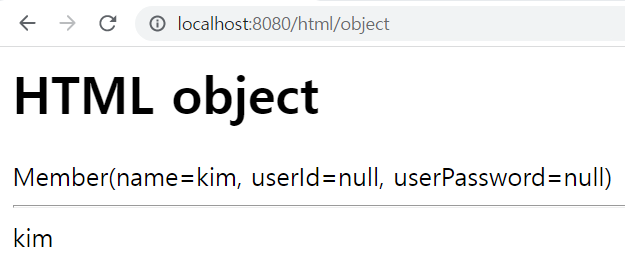 localhost:8080/html/object
HTML object
Member(name=kim, userId=null, userPassword=null)
kim